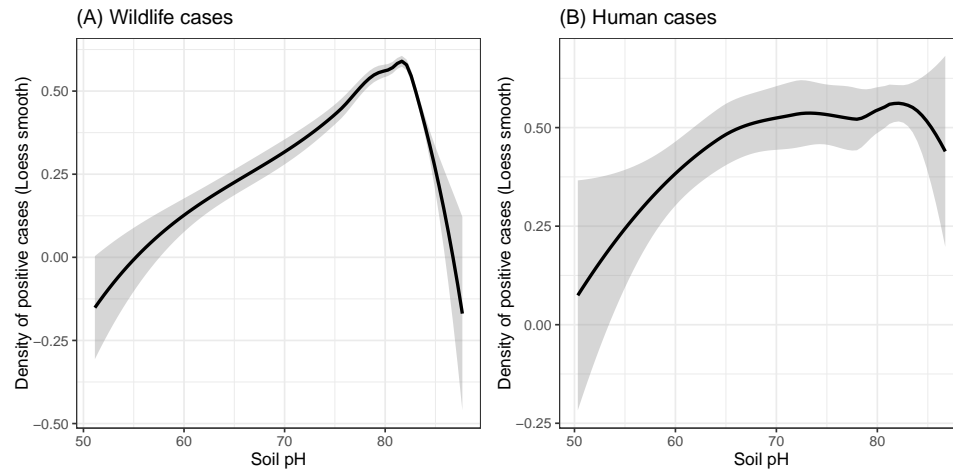 (A) Wildlife cases
Density of positive cases (Loess smooth)
0.50
0.25
0.00
−0.25
−0.50
50 60 70 80
Soil pH
(B) Human cases
Density of positive cases (Loess smooth)
0.50
0.25
0.00
−0.25
50 60 70 80
Soil pH